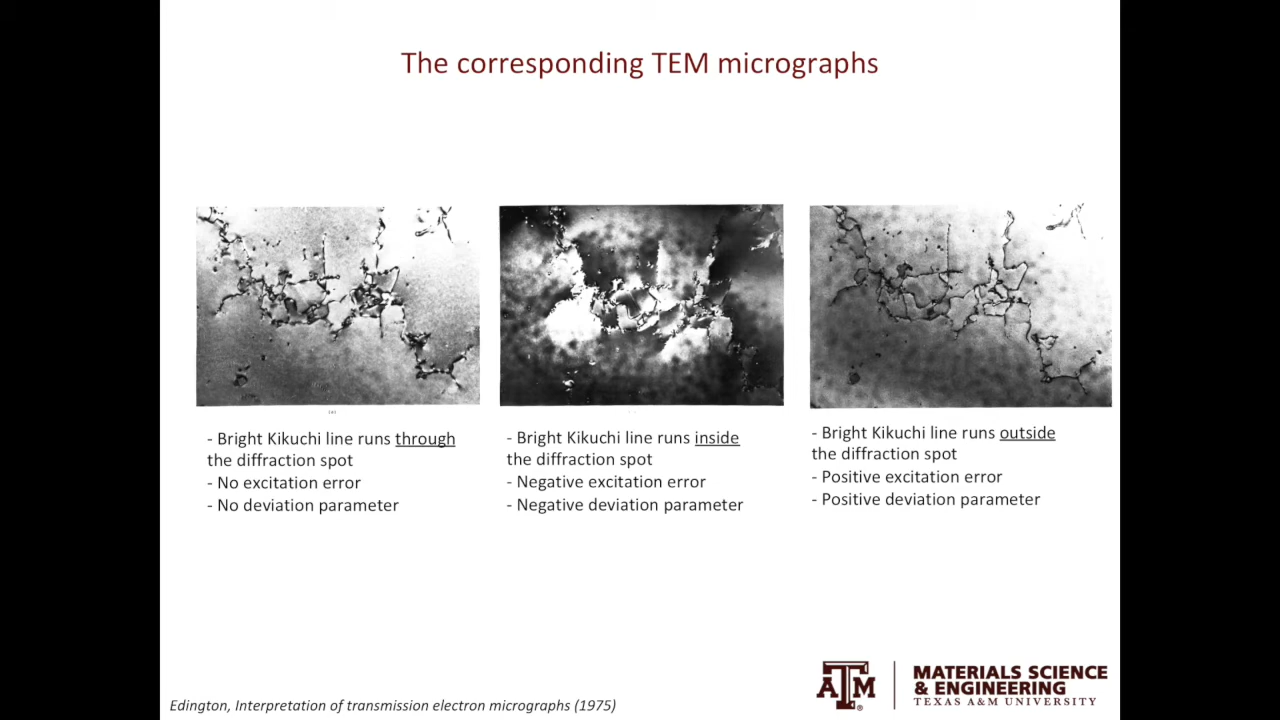 The corresponding TEM micrographs
- Bright Kikuchi line runs through
the diffraction spot
- No excitation error
- No deviation parameter
- Bright Kikuchi line runs inside
the diffraction spot
- Negative excitation error
- Negative deviation parameter
- Bright Kikuchi line runs outside
the diffraction spot
- Positive excitation error
- Positive deviation parameter
Edington, Interpretation of transmission electron micrographs (1975)
ATM
MATERIALS SCIENCE
& ENGINEERING
TEXAS A&M UNIVERSITY